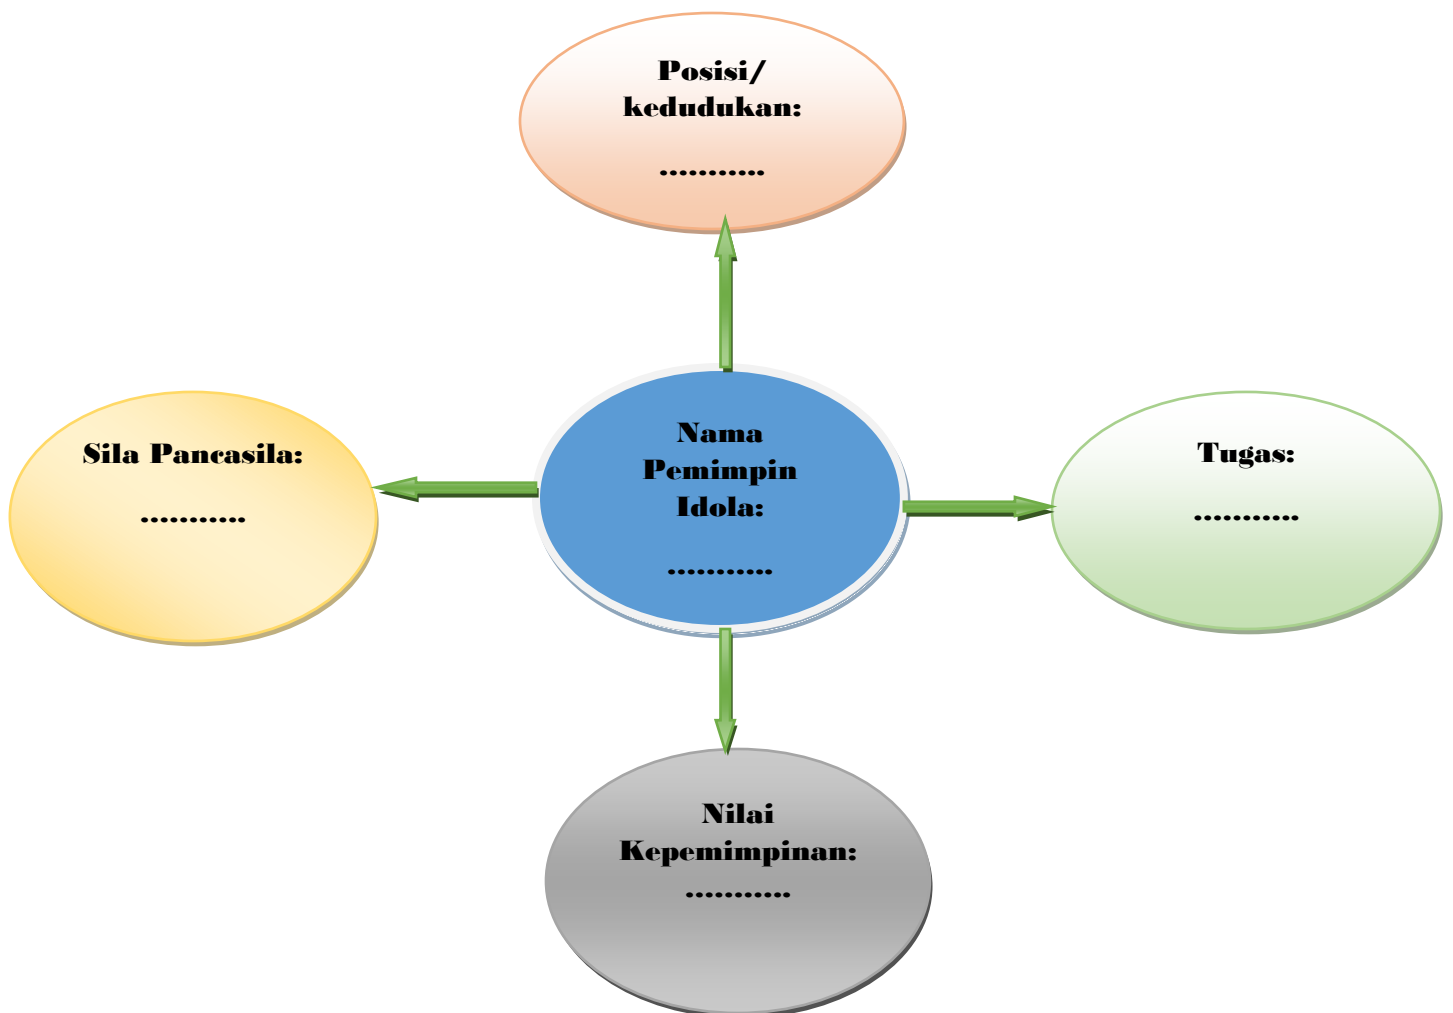 Posisi/
kedudukan:
...........
Sila Pancasila:
...........
Nama
Pemimpin
Idola:
...........
Tugas:
...........
Nilai
Kepemimpinan:
...........